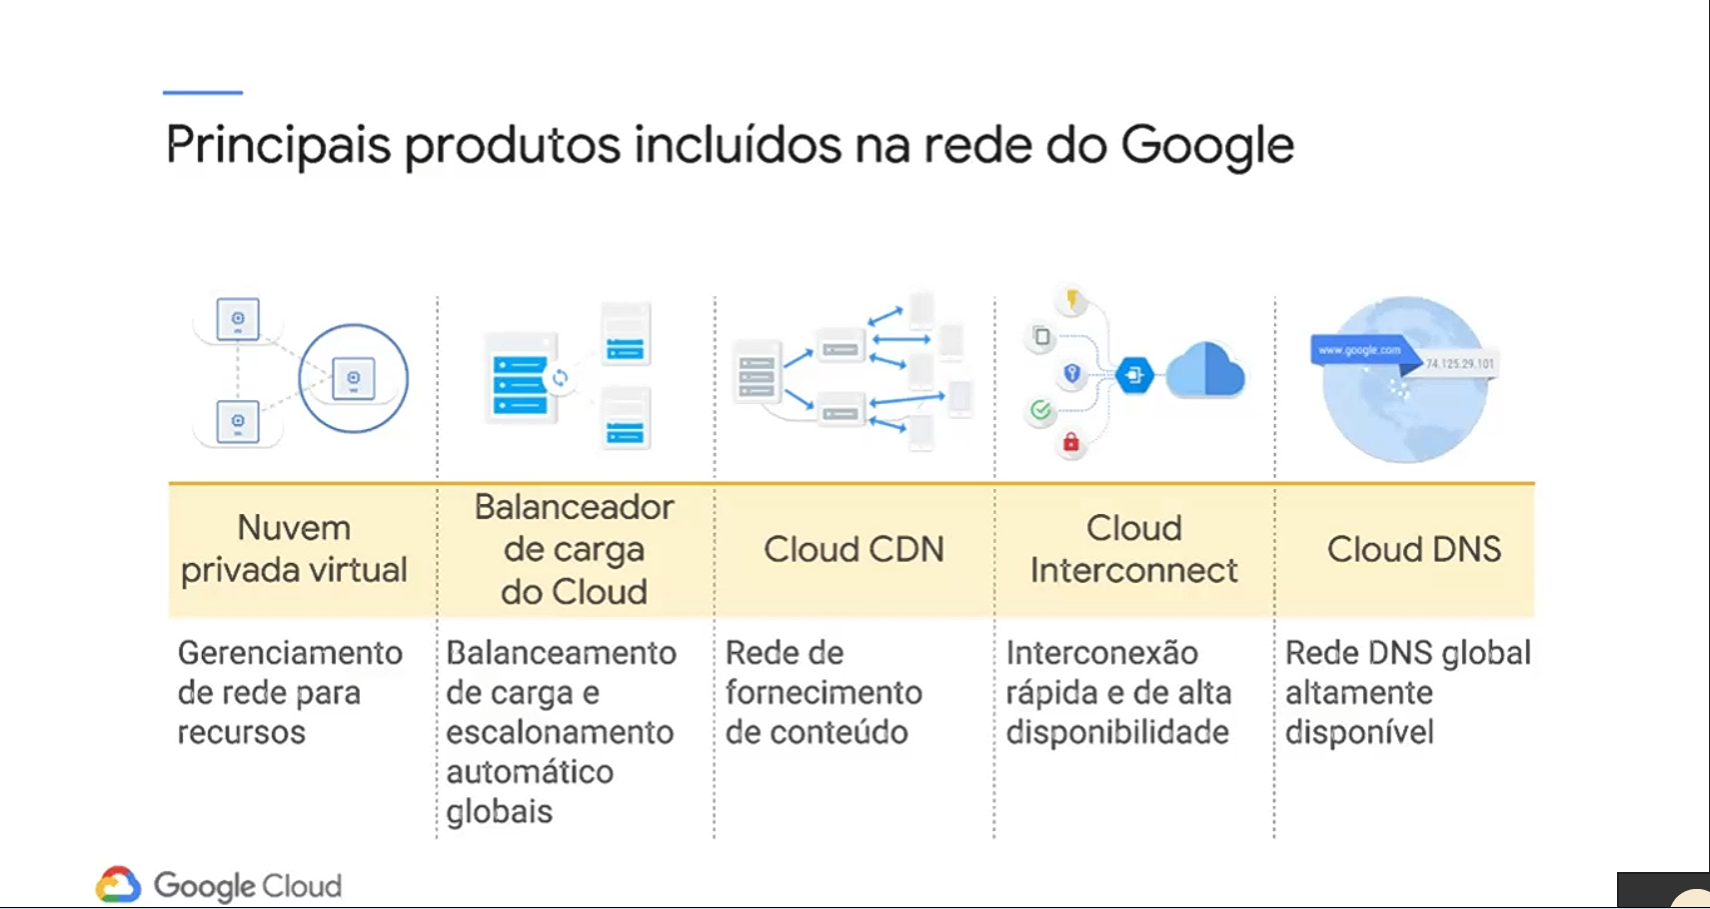 Principais produtos incluídos na rede do Google
www.google.com
74.125.29.101
Nuvem
privada virtual
Balanceador
de carga
do Cloud
Cloud CDN
Cloud
Interconnect
Cloud DNS
Gerenciamento
de rede para
recursos
Balanceamento
de carga e
escalonamento
automático
globais
Rede de
fornecimento
de conteúdo
Interconexão
rápida e de alta
disponibilidade
Rede DNS global
altamente
disponível
Google Cloud